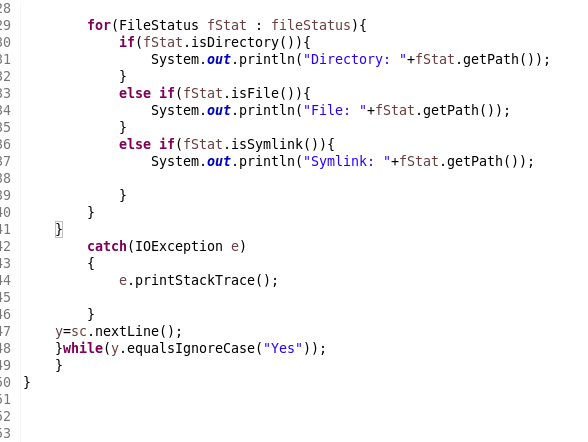 28
29 for(FileStatus fStat : fileStatus){
30 if(fStat.isDirectory()){
31 System.out.println("Directory: "+fStat.getPath());
32 }
33 else if(fStat.isFile()){
34 System.out.println("File: "+fStat.getPath());
35 }
36 else if(fStat.isSymlink()){
37 System.out.println("Symlink: "+fStat.getPath());
38
39 }
40 }
41 }
42 catch(IOException e)
43 {
44 e.printStackTrace();
45
46 }
47 y=sc.nextLine();
48 }while(y.equalsIgnoreCase("Yes"));
49 }
50 }
51
52
53